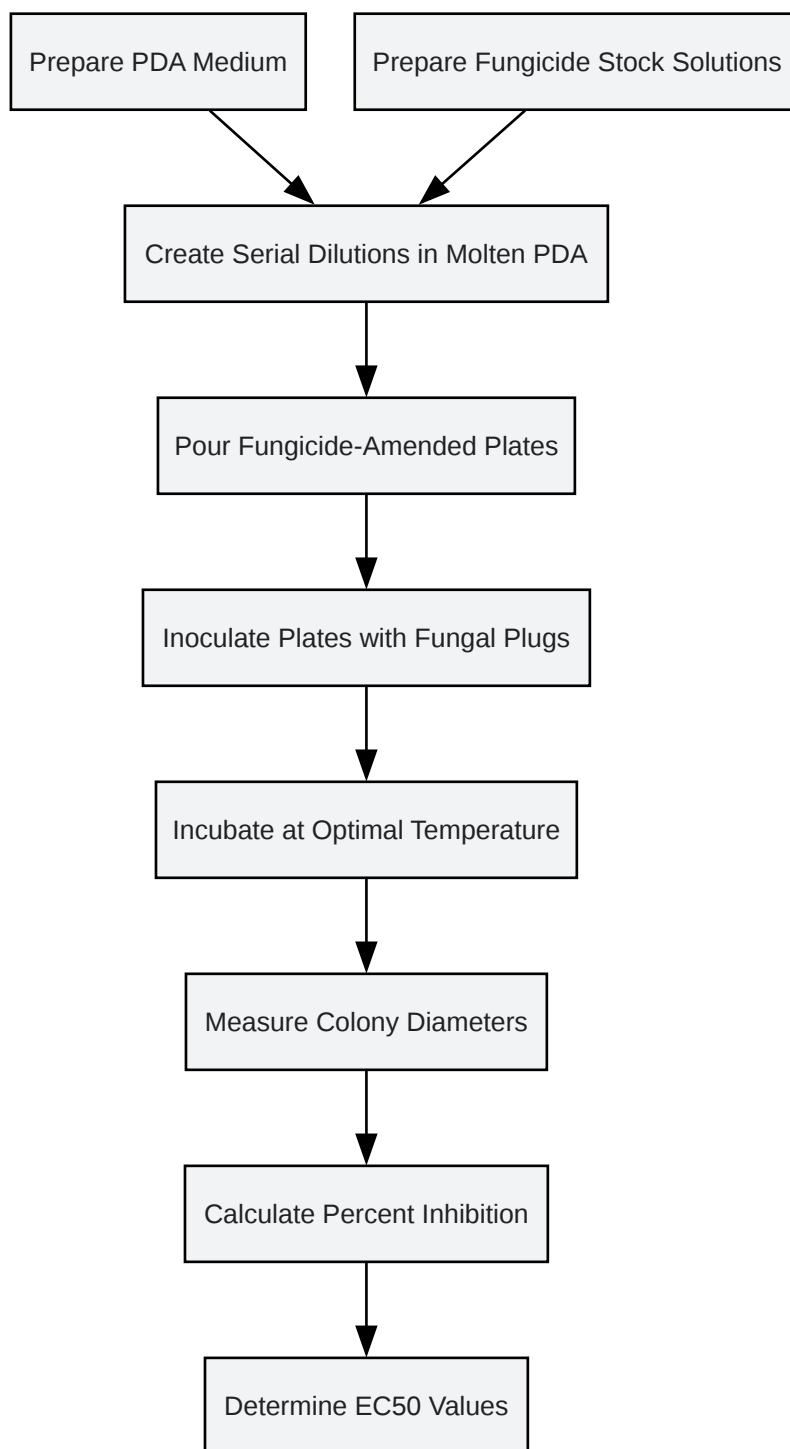 Prepare PDA Medium
Prepare Fungicide Stock Solutions
Create Serial Dilutions in Molten PDA
Pour Fungicide-Amended Plates
Inoculate Plates with Fungal Plugs
Incubate at Optimal Temperature
Measure Colony Diameters
Calculate Percent Inhibition
Determine EC50 Values